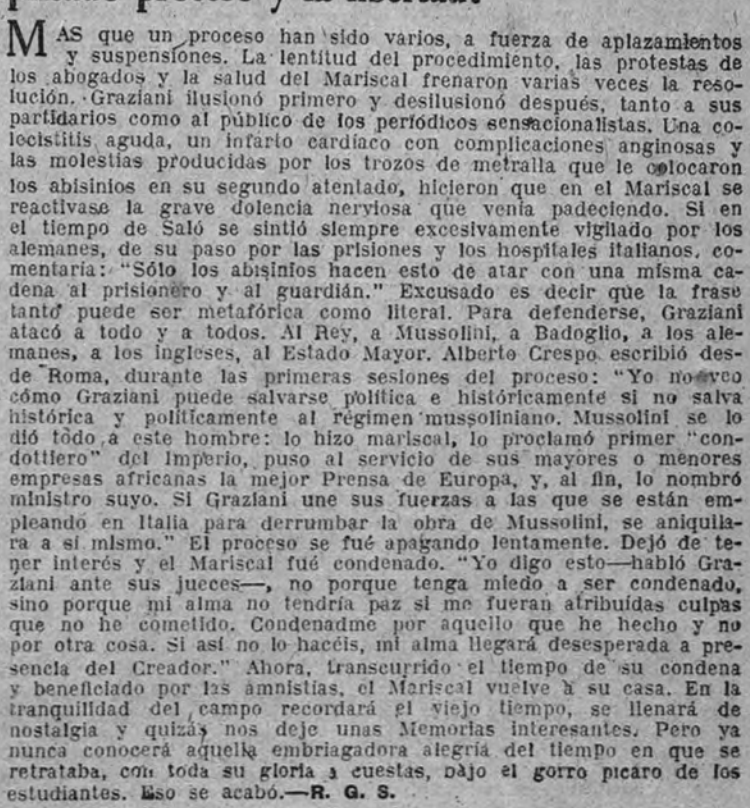 MAS que un proceso han sido varios, a fuerza de aplazamientos
y suspensiones. La lentitud del procedimiento, las protestas de
los abogados y la salud del Mariscal frenaron varias veces la reso-
lución. Graziani ilusionó primero y desilusionó después, tanto a sus
partidarios como al público de los periódicos sensacionalistas. Una co-
lecistitis aguda, un infarto cardíaco con complicaciones anginosas y
las molestias producidas por los trozos de metralla que le colocaron
los abisinios en su segundo atentado, hicieron que en el Mariscal se
reactivase la grave dolencia nerviosa que venía padeciendo. Si en
el tiempo de Saló se sintió siempre excesivamente vigilado por los
alemanes, de su paso por las prisiones y los hospitales italianos, co-
mentaría: "Sólo los abisinios hacen esto de atar con una misma ca-
dena al prisionero y al guardián." Excusado es decir que la frase
tanto puede ser metafórica como literal. Para defenderse, Graziani
atacó a todo y a todos. Al Rey, a Mussolini, a Badoglio, a los ale-
manes, a los ingleses, al Estado Mayor. Alberto Crespo escribió des-
de Roma, durante las primeras sesiones del proceso: "Yo no veo
cómo Graziani puede salvarse política e históricamente si no salva
histórica y políticamente al régimen mussoliniano. Mussolini se lo
dió todo a este hombre: lo hizo mariscal, lo proclamó primer "con-
dottiero" del Imperio, puso al servicio de sus mayores o menores
empresas africanas la mejor Prensa de Europa, y, al fin, lo nombró
ministro suyo. Si Graziani une sus fuerzas a las que se están em-
pleando en Italia para derrumbar la obra de Mussolini, se aniquila-
ra a sí mismo." El proceso se fué apagando lentamente. Dejó de te-
ner interés y el Mariscal fué condenado. "Yo digo esto—habló Gra-
ziani ante sus jueces—, no porque tenga miedo a ser condenado,
sino porque mi alma no tendría paz si me fueran atribuídas culpas
que no he cometido. Condenadme por aquello que he hecho y no
por otra cosa. Si así no lo hacéis, mi alma llegará desesperada a pre-
sencia del Creador." Ahora, transcurrido el tiempo de su condena
y beneficiado por las amnistías, el Mariscal vuelve a su casa. En la
tranquilidad del campo recordará el viejo tiempo, se llenará de
nostalgia y quizás nos deje unas Memorias interesantes. Pero ya
nunca conocerá aquella embriagadora alegría del tiempo en que se
retrataba, con toda su gloria a cuestas, bajo el gorro pícaro de los
estudiantes. Eso se acabó.—R. G. S.